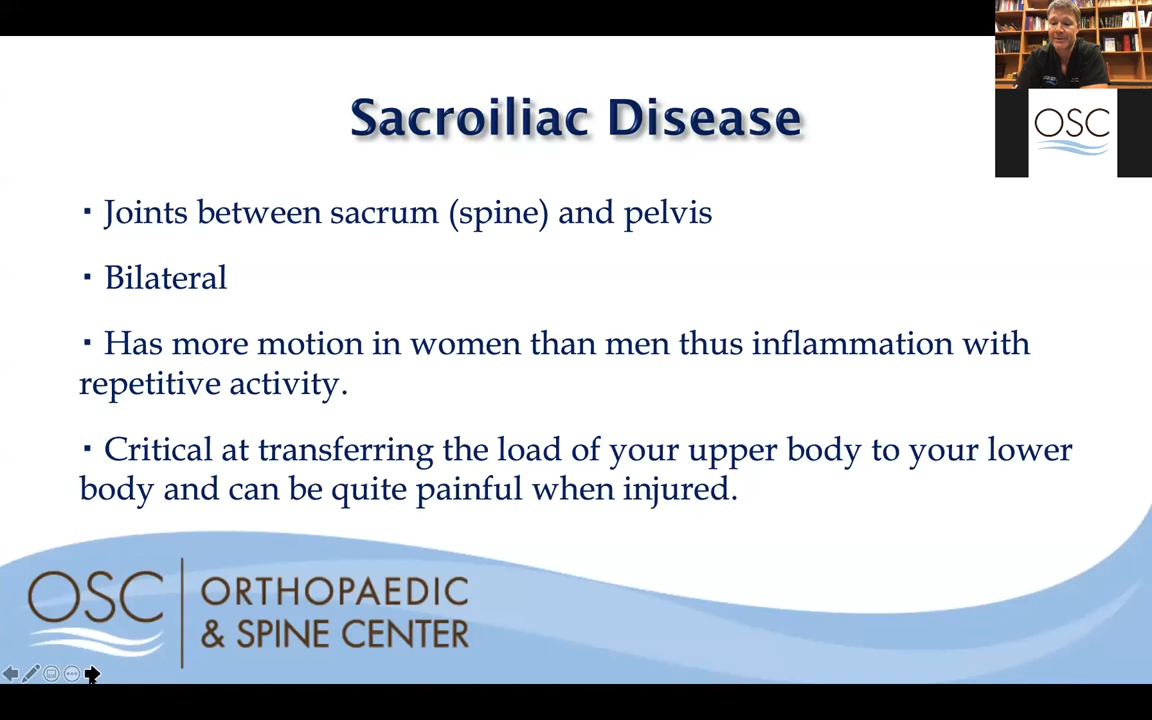 Sacroiliac Disease
OSC
· Joints between sacrum (spine) and pelvis
· Bilateral
· Has more motion in women than men thus inflammation with
repetitive activity.
· Critical at transferring the load of your upper body to your lower
body and can be quite painful when injured.
OSC
ORTHOPAEDIC
& SPINE CENTER